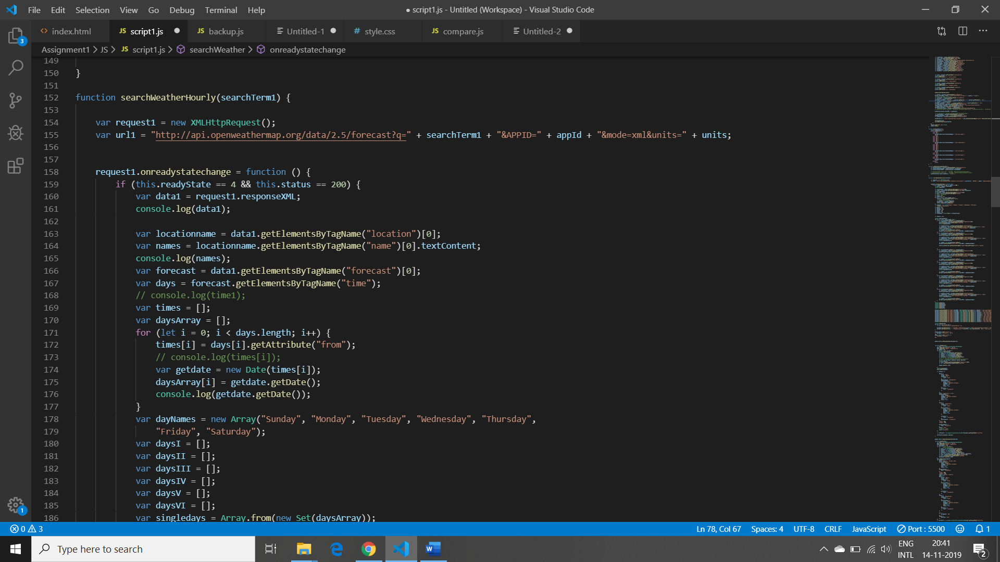 File Edit Selection View Go Debug Terminal Help
● script1.js - Untitled (Workspace) - Visual Studio Code
<> index.html
JS script1.js
JS backup.js
Untitled-1
# style.css
JS compare.js
Untitled-2
Assignment1 > JS > JS script1.js > searchWeather > onreadystatechange
149
150 }
151
152 function searchWeatherHourly(searchTerm1) {
153
154 var request1 = new XMLHttpRequest();
155 var url1 = "http://api.openweathermap.org/data/2.5/forecast?q=" + searchTerm1 + "&APPID=" + appId + "&mode=xml&units=" + units;
156
157
158 request1.onreadystatechange = function () {
159 if (this.readyState == 4 && this.status == 200) {
160 var data1 = request1.responseXML;
161 console.log(data1);
162
163 var locationname = data1.getElementsByTagName("location")[0];
164 var names = locationname.getElementsByTagName("name")[0].textContent;
165 console.log(names);
166 var forecast = data1.getElementsByTagName("forecast")[0];
167 var days = forecast.getElementsByTagName("time");
168 // console.log(time1);
169 var times = [];
170 var daysArray = [];
171 for (let i = 0; i < days.length; i++) {
172 times[i] = days[i].getAttribute("from");
173 // console.log(times[i]);
174 var getdate = new Date(times[i]);
175 daysArray[i] = getdate.getDate();
176 console.log(getdate.getDate());
177 }
178 var dayNames = new Array("Sunday", "Monday", "Tuesday", "Wednesday", "Thursday",
179 "Friday", "Saturday");
180 var daysI = [];
181 var daysII = [];
182 var daysIII = [];
183 var daysIV = [];
184 var daysV = [];
185 var daysVI = [];
186 var singledays = Array.from(new Set(daysArray));
3
1
0 3
Ln 78, Col 67 Spaces: 4 UTF-8 CRLF JavaScript Port : 5500 1
Type here to search
ENG
INTL
20:41
14-11-2019
2